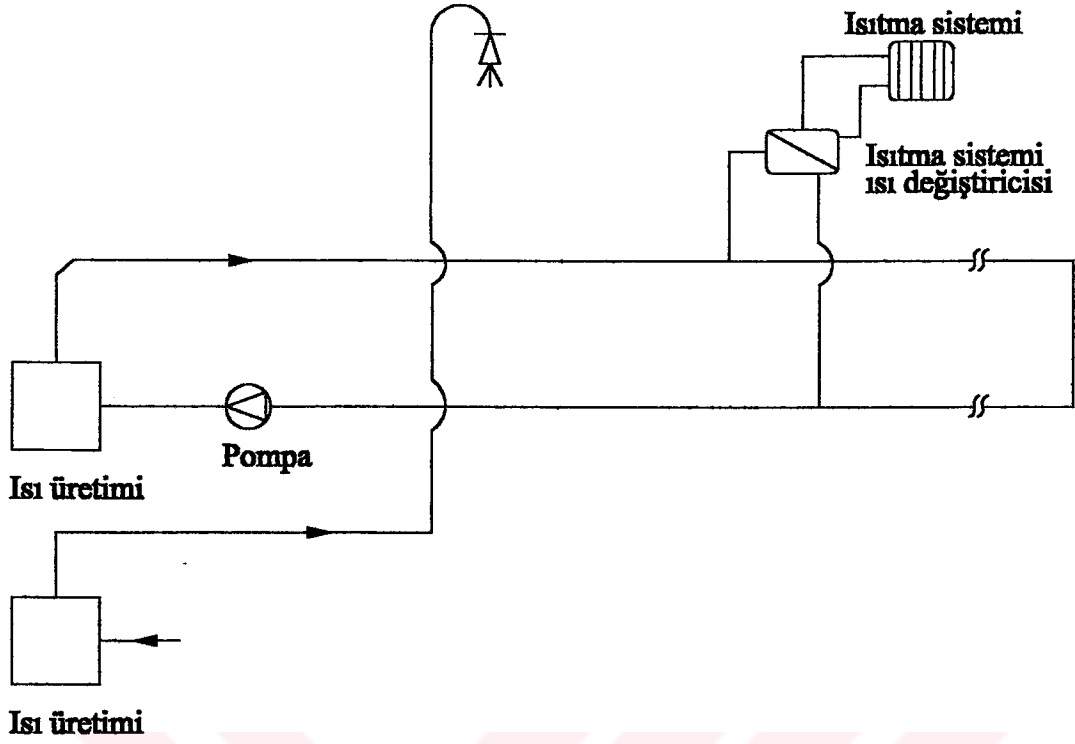 Isıtma sistemi
Isıtma sistemi
ısı değiştiricisi
Pompa
Isı üretimi
Isı üretimi